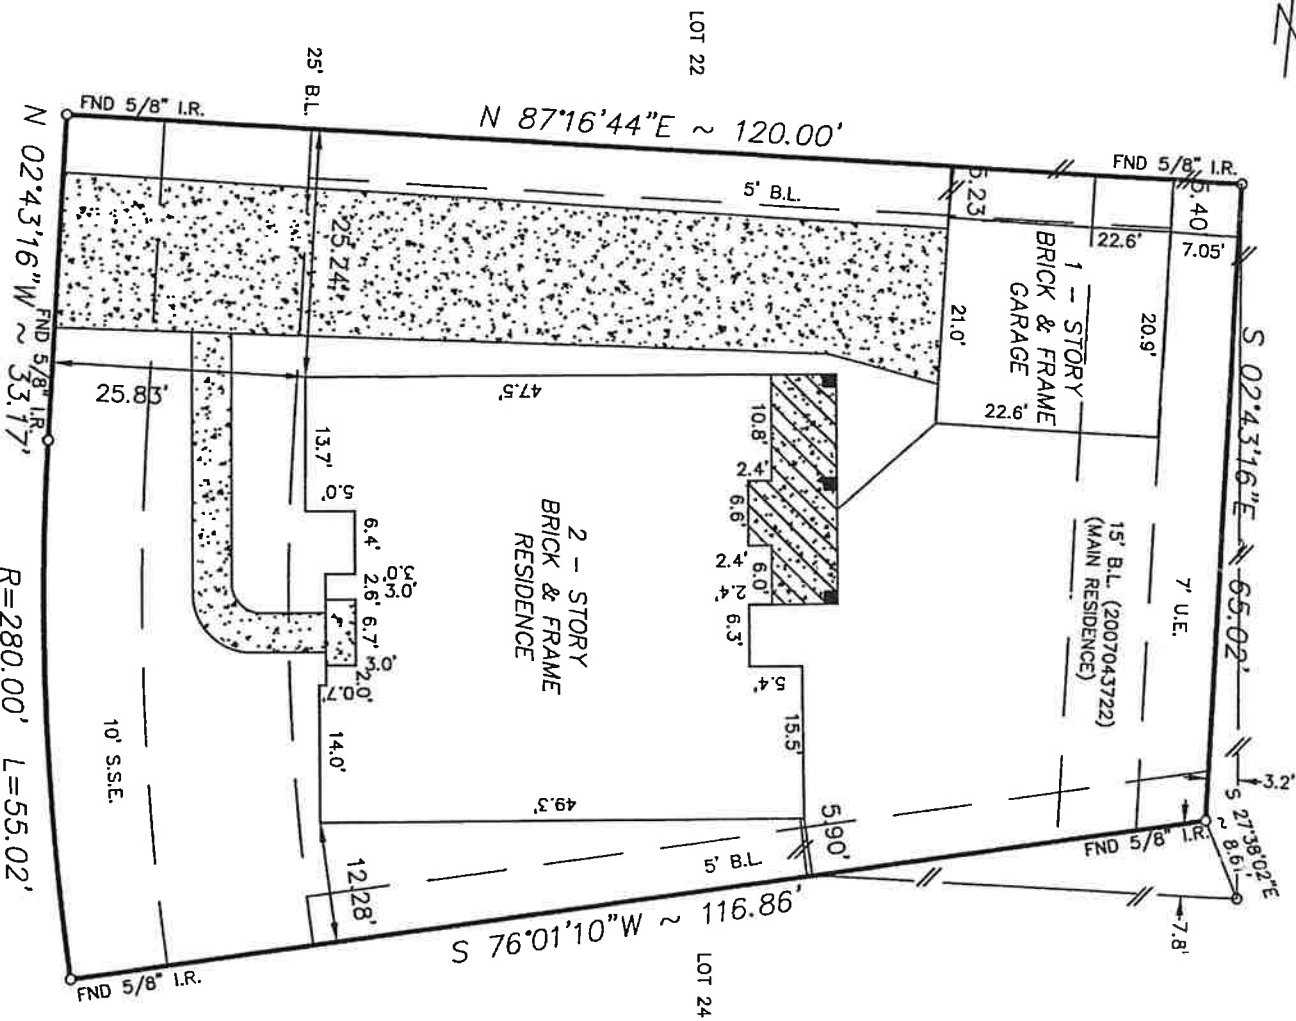 LOT 22
25' B.L.
FND 5/8" I.R.
N 87°16'44"E ~ 120.00'
FND 5/8" I.R.
5' B.L.
5.23
5.40
22.6'
7.05'
1 - STORY
BRICK & FRAME
GARAGE
21.0'
20.9'
22.6'
S 02°43'16"E
65.02'
N 02°43'16"W ~ 33.17'
FND 5/8" I.R.
25.24'
25.83'
47.5'
13.7'
5.0'
6.4'
3.0'
2.6'
0.3'
6.7'
3.0'
2.0'
0.7'
14.0'
10.8'
2.4'
6.6'
2.4'
6.0'
2.4'
6.3'
5.4'
15.5'
2 - STORY
BRICK & FRAME
RESIDENCE
15' B.L. (2007043722)
(MAIN RESIDENCE)
7' U.E.
49.3'
5.90'
5' B.L.
12.28'
10' S.S.E.
R=280.00' L=55.02'
3.2'
S 27°38'02"E
~ 8.61'
FND 5/8" I.R.
7.8'
S 76°01'10"W ~ 116.86'
FND 5/8" I.R.
LOT 24